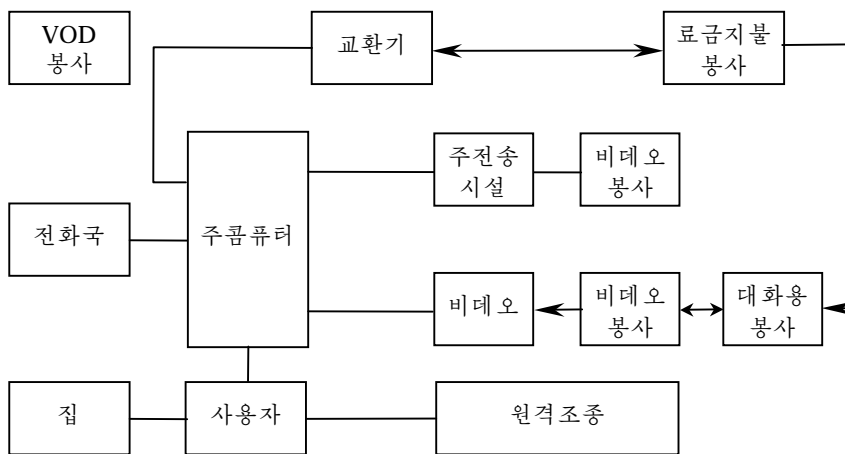 VOD
봉사
교환기
료금지불
봉사
주전송
시설
비데오
봉사
전화국
주콤퓨터
비데오
비데오
봉사
대화용
봉사
집
사용자
원격조종